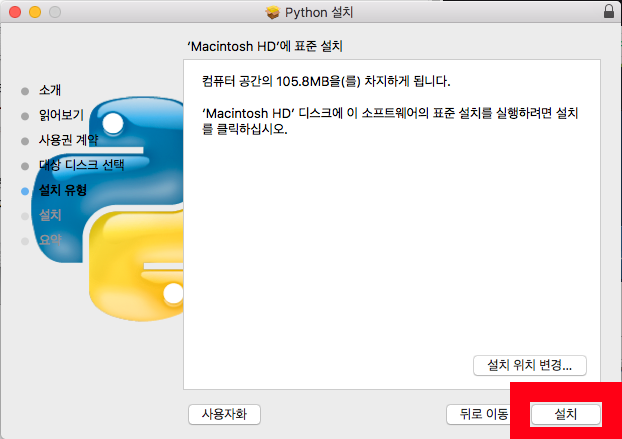 Python 설치
'Macintosh HD'에 표준 설치
소개
읽어보기
사용권 계약
대상 디스크 선택
설치 유형
설치
요약
컴퓨터 공간의 105.8MB을(를) 차지하게 됩니다.
'Macintosh HD' 디스크에 이 소프트웨어의 표준 설치를 실행하려면 설치
를 클릭하십시오.
설치 위치 변경...
사용자화
뒤로 이동
설치